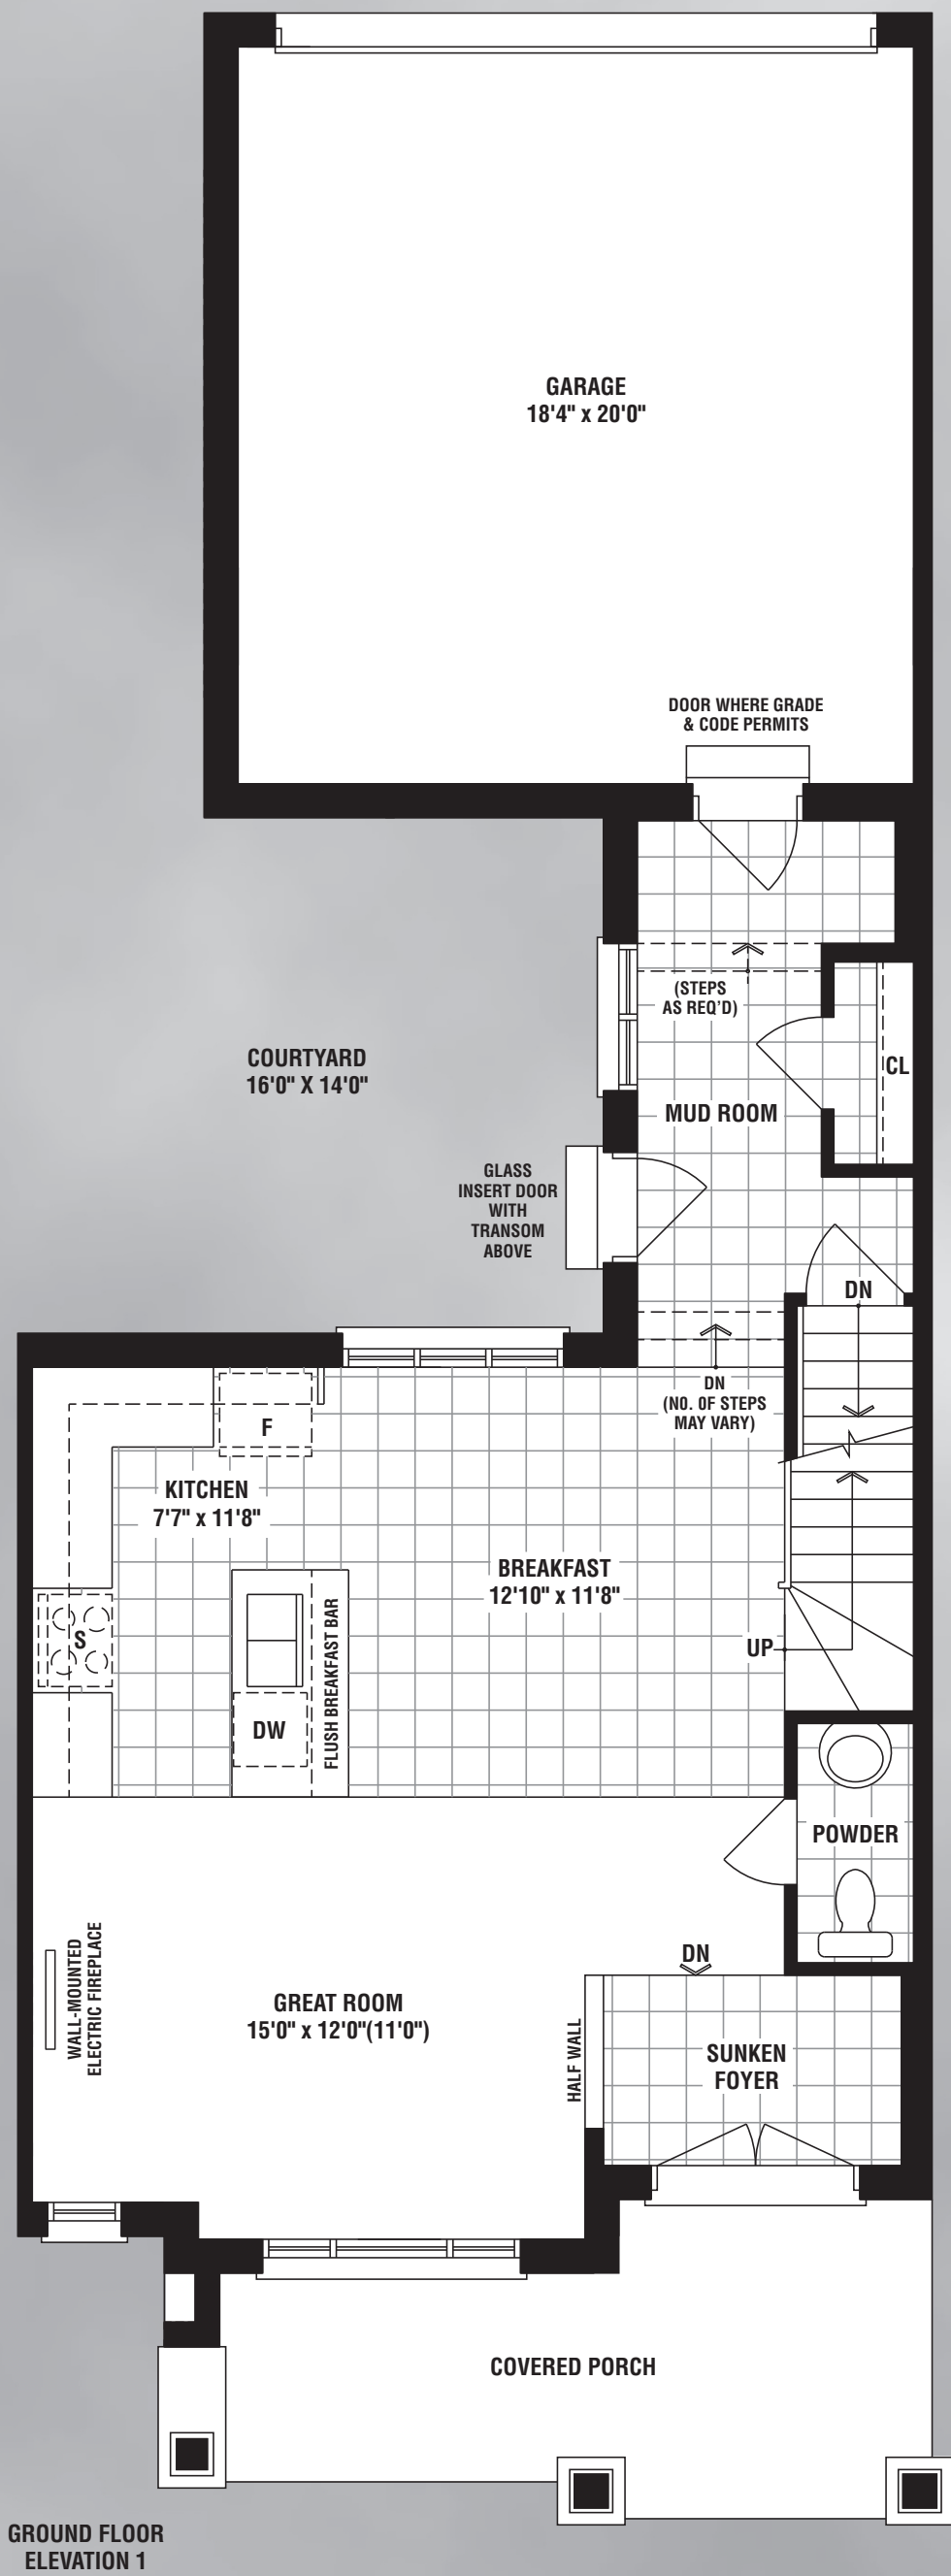 GARAGE
18'4" x 20'0"
DOOR WHERE GRADE
& CODE PERMITS
(STEPS
AS REQ'D)
COURTYARD
16'0" X 14'0"
CL
MUD ROOM
GLASS
INSERT DOOR
WITH
TRANSOM
ABOVE
DN
DN
(NO. OF STEPS
MAY VARY)
F
KITCHEN
7'7" x 11'8"
BREAKFAST
12'10" x 11'8"
S
FLUSH BREAKFAST BAR
UP
DW
POWDER
WALL-MOUNTED
ELECTRIC FIREPLACE
DN
GREAT ROOM
15'0" x 12'0"(11'0")
HALF WALL
SUNKEN
FOYER
COVERED PORCH
GROUND FLOOR
ELEVATION 1